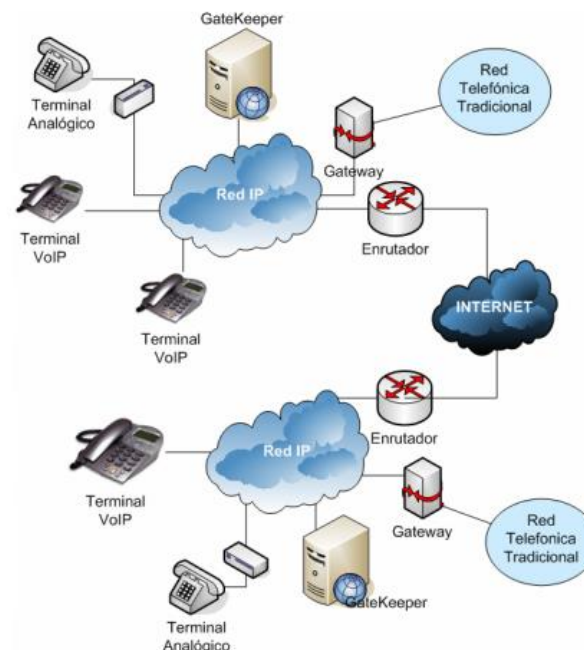 GateKeeper
Terminal
Analógico
Red
Telefónica
Tradicional
Gateway
Red IP
Terminal
VoIP
Enrutador
Terminal
VoIP
INTERNET
Enrutador
Red IP
Terminal
VoIP
Gateway
Red
Telefonica
Tradicional
GateKeeper
Terminal
Analógico